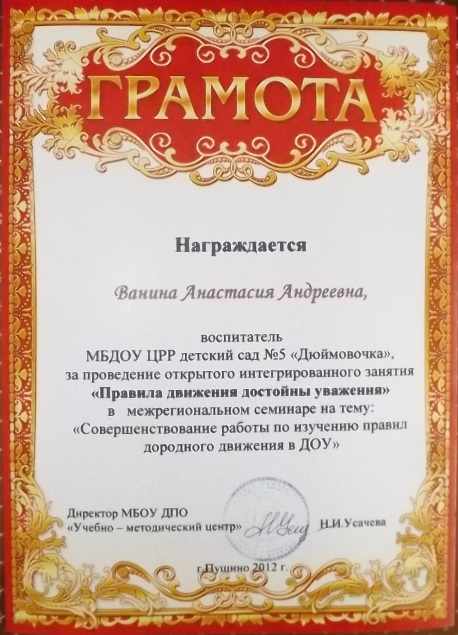 ГРАМОТА
Награждается
Ванина Анастасия Андреевна,
воспитатель
МБДОУ ЦРР детский сад №5 «Дюймовочка»,
за проведение открытого интегрированного занятия
«Правила движения достойны уважения»
в межрегиональном семинаре на тему:
«Совершенствование работы по изучению правил
дородного движения в ДОУ»
Директор МБОУ ДПО
«Учебно – методический центр» Н.И.Усачева
г.Пущино 2012 г.